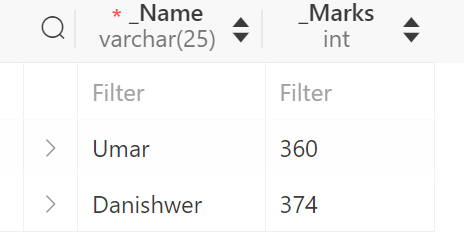 * _Name _Marks
varchar(25) int
Filter Filter
Umar 360
Danishwer 374